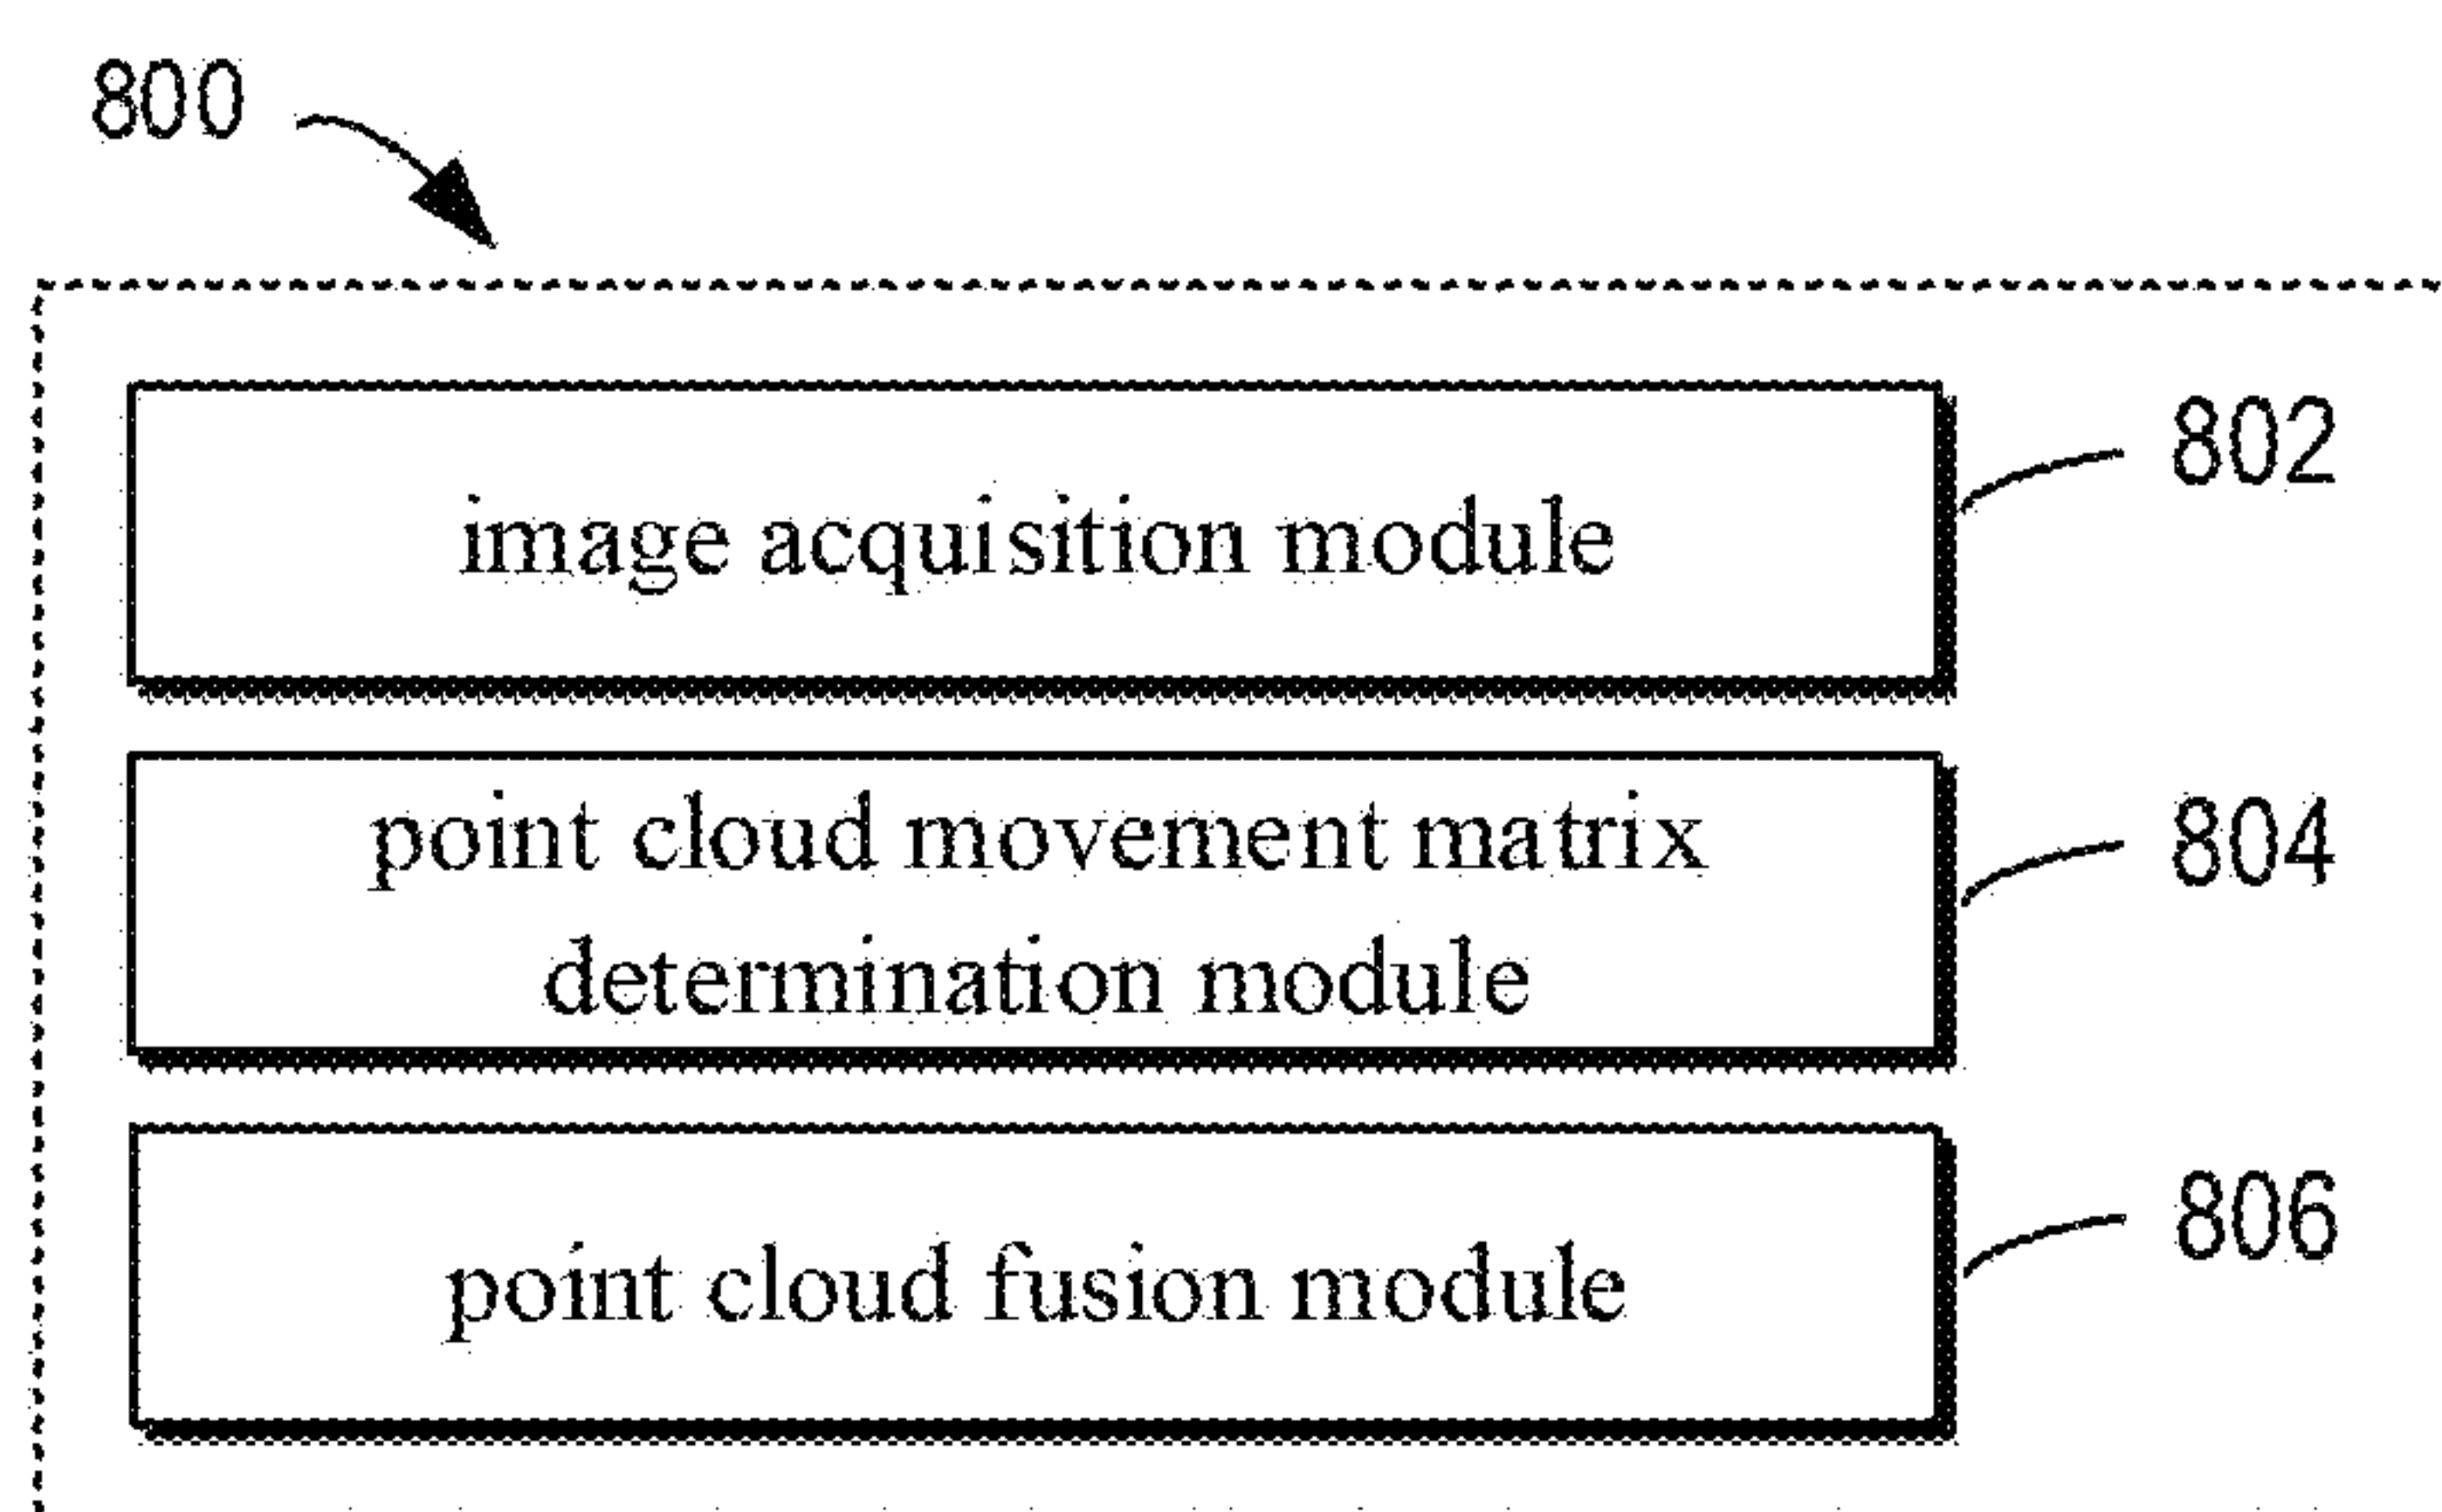 800
image acquisition module
802
point cloud movement matrix
determination module
804
point cloud fusion module
806